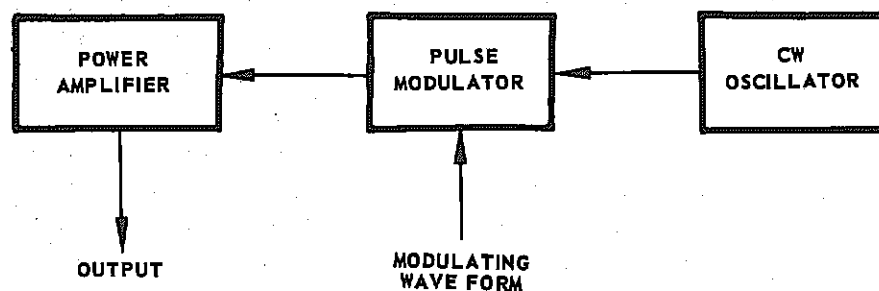 POWER
AMPLIFIER
PULSE
MODULATOR
CW
OSCILLATOR
OUTPUT
MODULATING
WAVE FORM